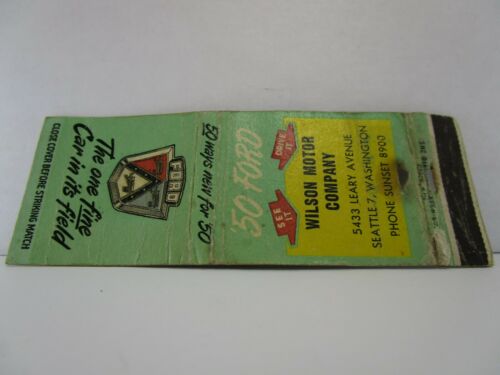 CLOSE COVER BEFORE STRIKING MATCH
The one fine
Car in its field
FORD
50 ways new for '50
'50 FORD
SEE
IT
DRIVE
IT
WILSON MOTOR
COMPANY
5433 LEARY AVENUE
SEATTLE 7, WASHINGTON
PHONE SUNSET 8900